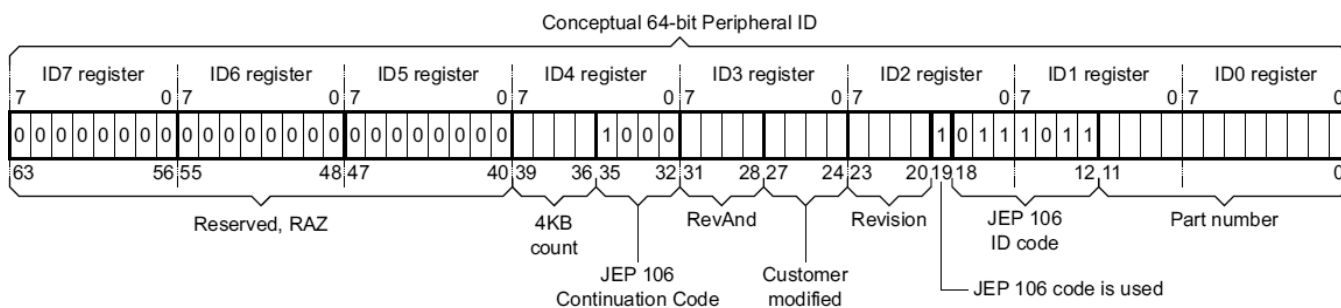 Conceptual 64-bit Peripheral ID
ID7 register ID6 register ID5 register ID4 register ID3 register ID2 register ID1 register ID0 register
7 0 7 0 7 0 7 0 7 0 7 0 7 0 7 0
0 0 0 0 0 0 0 0 0 0 0 0 0 0 0 0 0 0 0 0 0 0 0 0 1 0 0 0 1 0 1 1 1 0 1 1
63 56 55 48 47 40 39 36 35 32 31 28 27 24 23 20 19 18 12 11 0
Reserved, RAZ 4KB RevAnd Revision JEP 106 Part number
count ID code
JEP 106 Customer JEP 106 code is used
Continuation Code modified